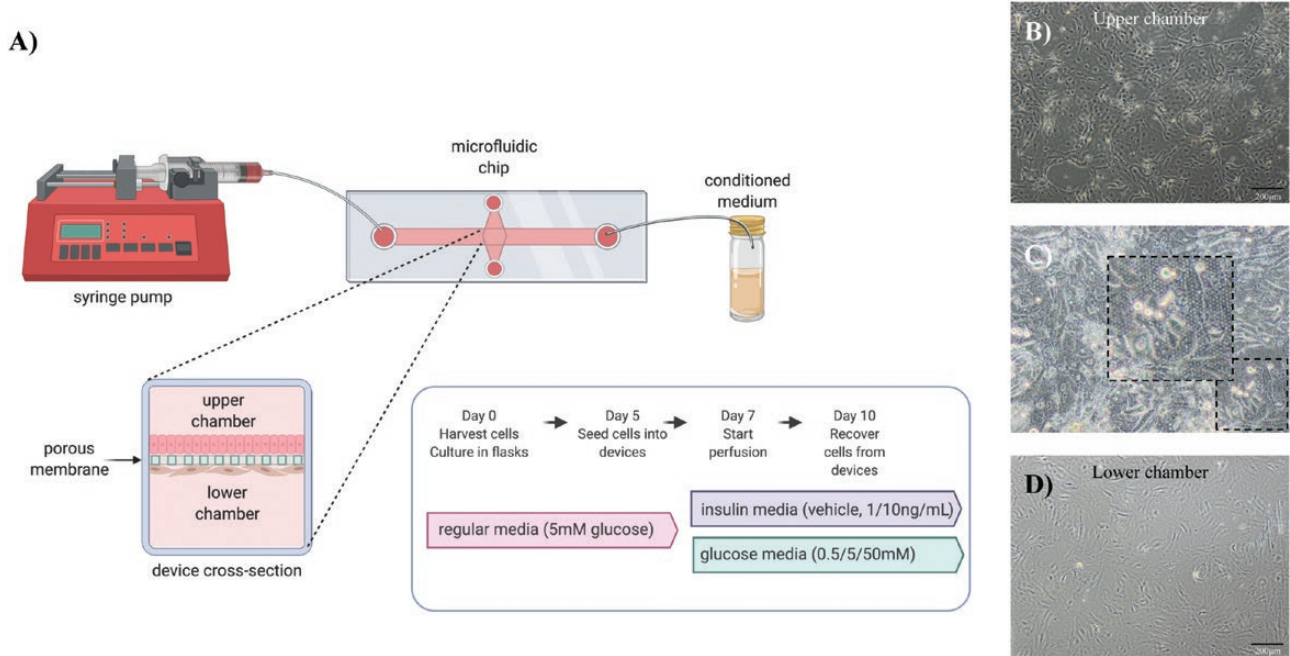 A)
syringe pump
microfluidic
chip
conditioned
medium
upper
chamber
porous
membrane
lower
chamber
device cross-section
Day 0
Harvest cells
Culture in flasks
Day 5
Seed cells into
devices
Day 7
Start
perfusion
Day 10
Recover
cells from
devices
regular media (5mM glucose)
insulin media (vehicle, 1/10ng/mL)
glucose media (0.5/5/50mM)
B)
Upper chamber
200μm
C)
D)
Lower chamber
200μm